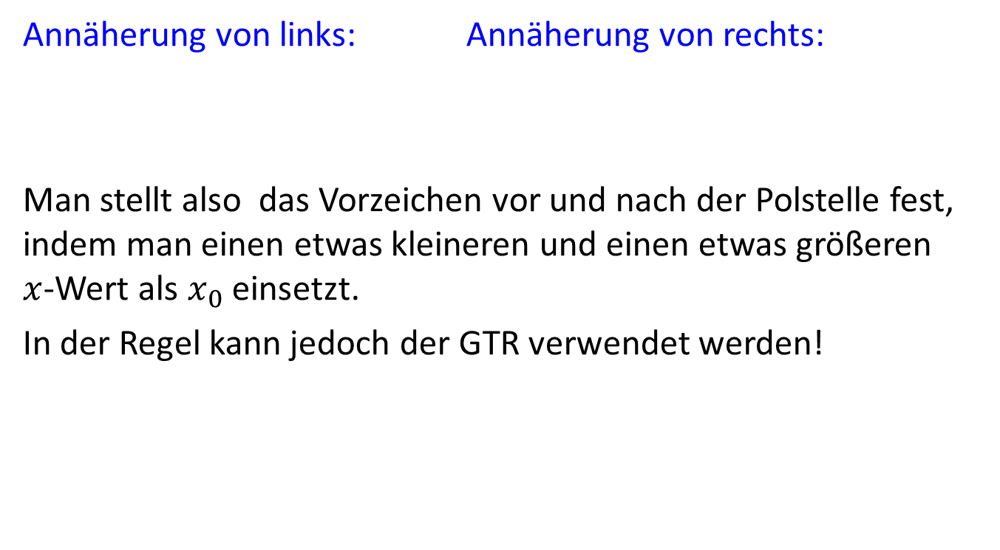 Annäherung von links: Annäherung von rechts:
Man stellt also  das Vorzeichen vor und nach der Polstelle fest,
indem man einen etwas kleineren und einen etwas größeren
𝑥-Wert als 𝑥₀ einsetzt.
In der Regel kann jedoch der GTR verwendet werden!